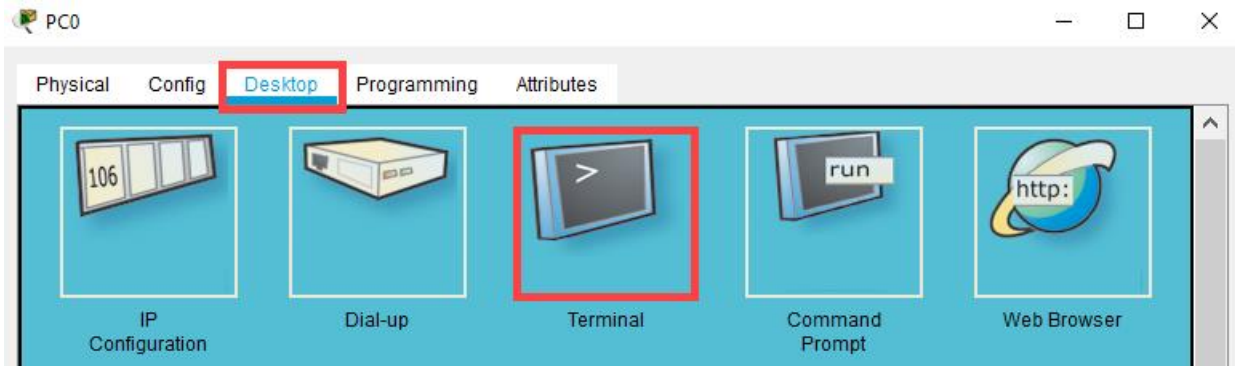 PC0
Physical Config Desktop Programming Attributes
106
>
run
http:
IP
Configuration
Dial-up
Terminal
Command
Prompt
Web Browser